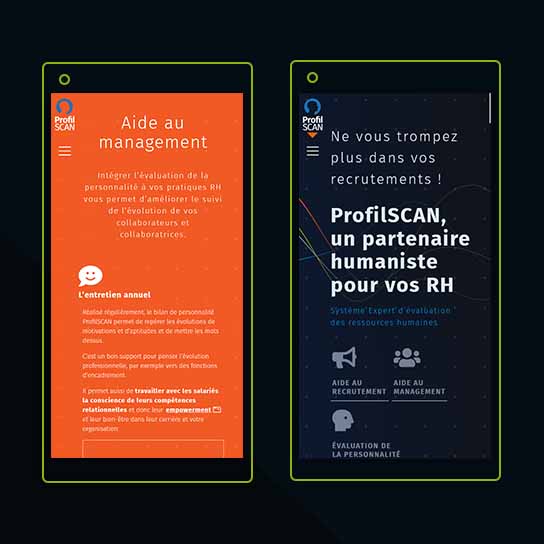 Profil
SCAN
Aide au
management
Intégrer l'évaluation de la
personnalité à vos pratiques RH
vous permet d'améliorer le suivi
de l'évolution de vos
collaborateurs et
collaboratrices.
L'entretien annuel
Réalisé régulièrement, le bilan de personnalité
ProfilSCAN permet de repérer les évolutions de
motivations et d'aptitudes et de mettre les mots
dessus.
C'est un bon support pour penser l'évolution
professionnelle, par exemple vers des fonctions
d'encadrement.
Il permet aussi de travailler avec les salariés
la conscience de leurs compétences
relationnelles et donc leur empowerment
et leur bien-être dans leur carrière et votre
organisation.
Profil
SCAN
Ne vous trompez
plus dans vos
recrutements !
ProfilSCAN,
un partenaire
humaniste
pour vos RH
Système Expert d'évaluation
des ressources humaines
AIDE AU
RECRUTEMENT
AIDE AU
MANAGEMENT
ÉVALUATION DE
LA PERSONNALITÉ